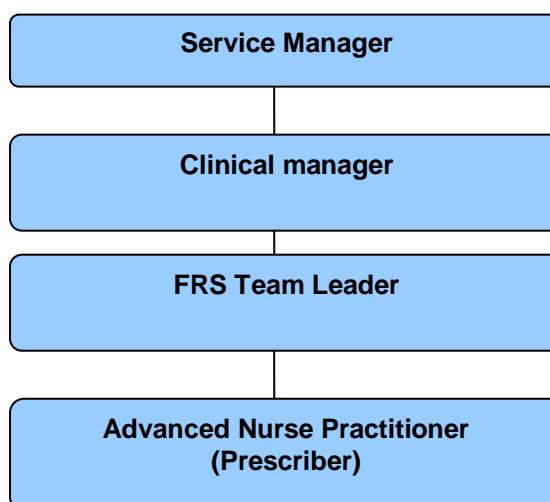 Service Manager
Clinical manager
FRS Team Leader
Advanced Nurse Practitioner
(Prescriber)